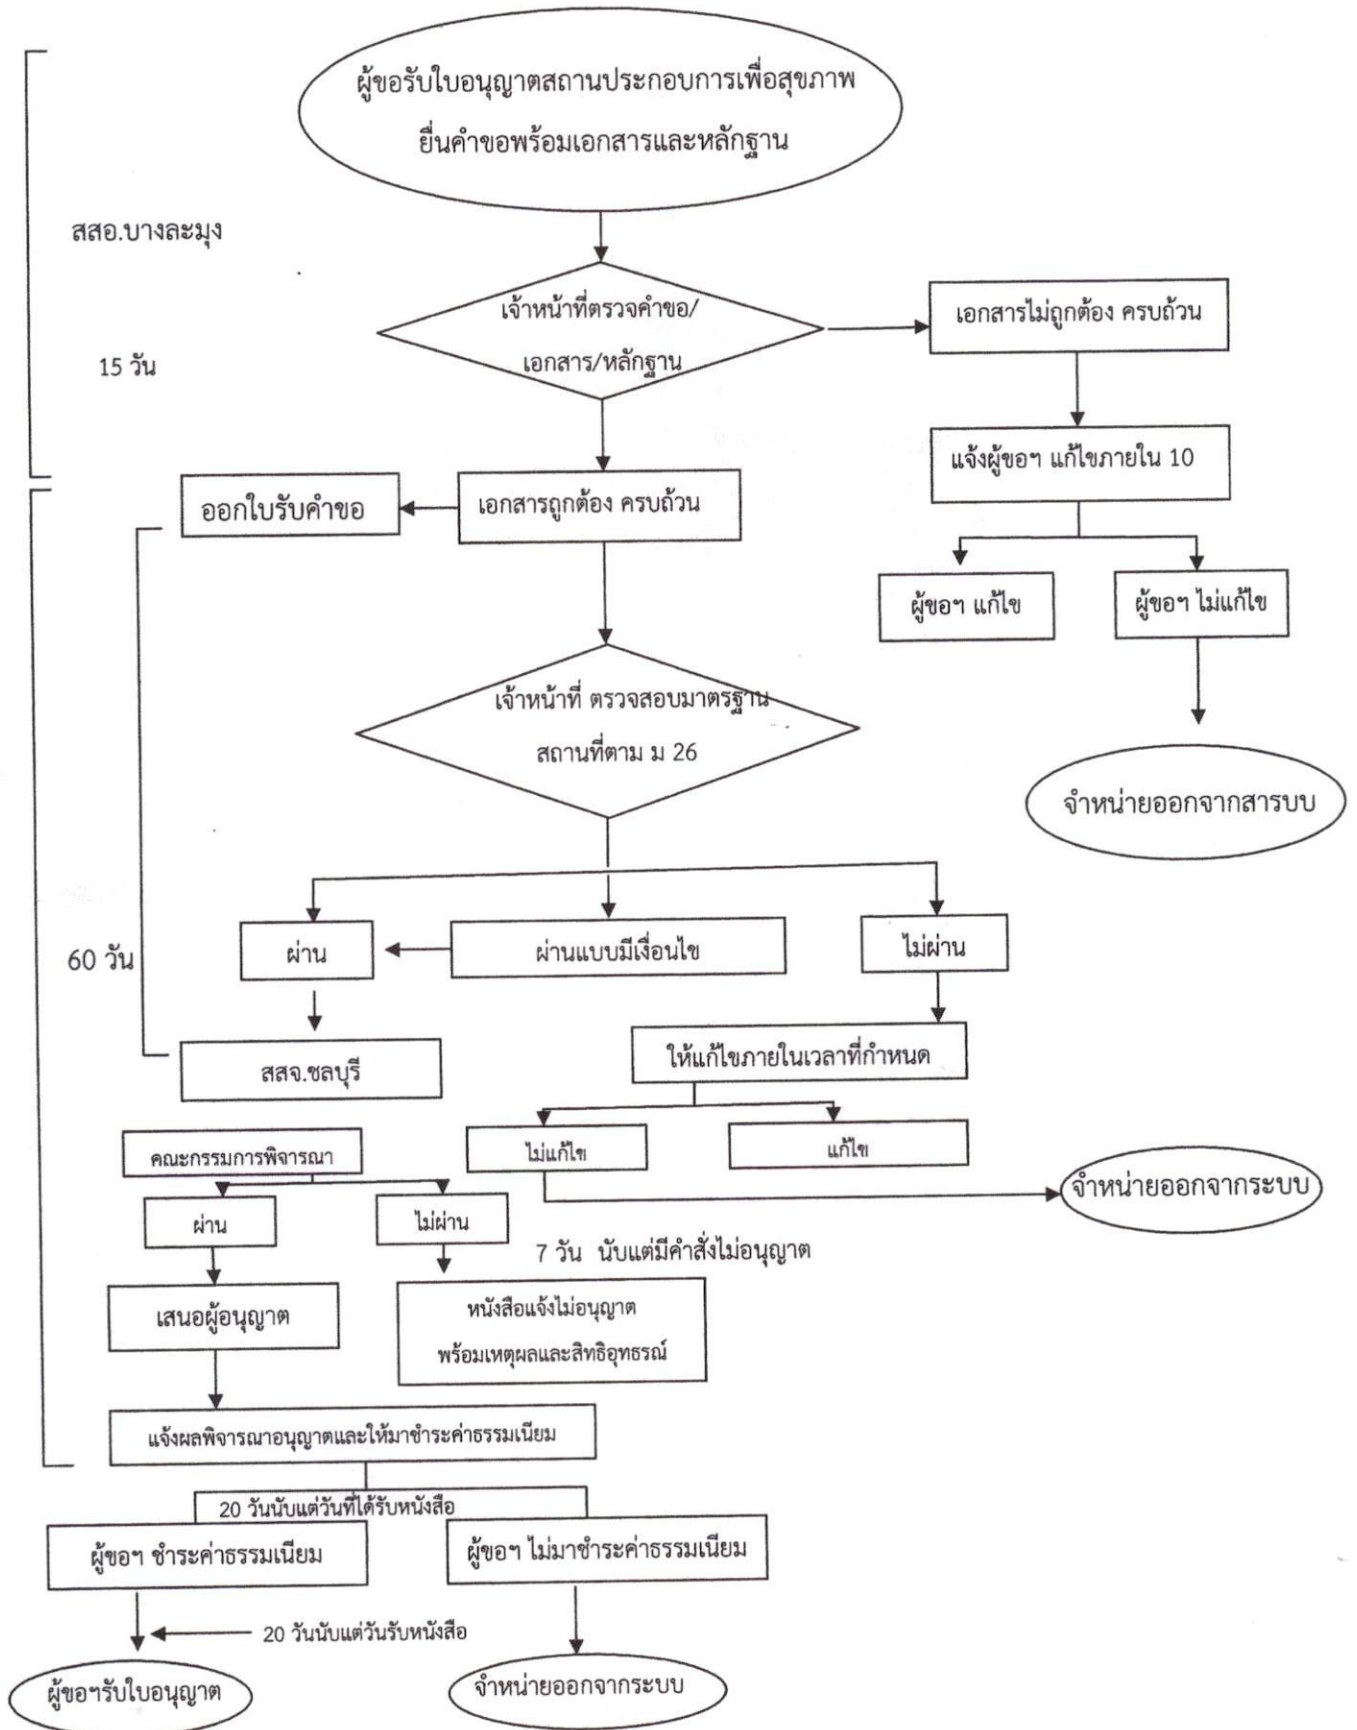 ผู้ขอรับใบอนุญาตสถานประกอบการเพื่อสุขภาพ
ยื่นคำขอพร้อมเอกสารและหลักฐาน
สสอ.บางละมุง
เจ้าหน้าที่ตรวจคำขอ/
เอกสาร/หลักฐาน
เอกสารไม่ถูกต้อง ครบถ้วน
15 วัน
แจ้งผู้ขอฯ แก้ไขภายใน 10
ออกใบรับคำขอ
เอกสารถูกต้อง ครบถ้วน
ผู้ขอฯ แก้ไข
ผู้ขอฯ ไม่แก้ไข
เจ้าหน้าที่ ตรวจสอบมาตรฐาน
สถานที่ตาม ม 26
จำหน่ายออกจากสารบบ
60 วัน
ผ่าน
ผ่านแบบมีเงื่อนไข
ไม่ผ่าน
สสจ.ชลบุรี
ให้แก้ไขภายในเวลาที่กำหนด
คณะกรรมการพิจารณา
ไม่แก้ไข
แก้ไข
จำหน่ายออกจากระบบ
ผ่าน
ไม่ผ่าน
7 วัน นับแต่มีคำสั่งไม่อนุญาต
เสนอผู้อนุญาต
หนังสือแจ้งไม่อนุญาต
พร้อมเหตุผลและสิทธิอุทธรณ์
แจ้งผลพิจารณาอนุญาตและให้มาชำระค่าธรรมเนียม
20 วันนับแต่วันที่ได้รับหนังสือ
ผู้ขอฯ ชำระค่าธรรมเนียม
ผู้ขอฯ ไม่มาชำระค่าธรรมเนียม
20 วันนับแต่วันรับหนังสือ
ผู้ขอฯรับใบอนุญาต
จำหน่ายออกจากระบบ